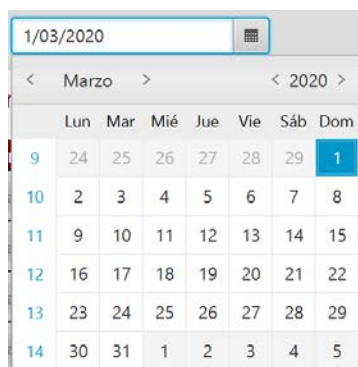 1/03/2020
< Marzo > < 2020 >
Lun Mar Mié Jue Vie Sáb Dom
9 24 25 26 27 28 29 1
10 2 3 4 5 6 7 8
11 9 10 11 12 13 14 15
12 16 17 18 19 20 21 22
13 23 24 25 26 27 28 29
14 30 31 1 2 3 4 5